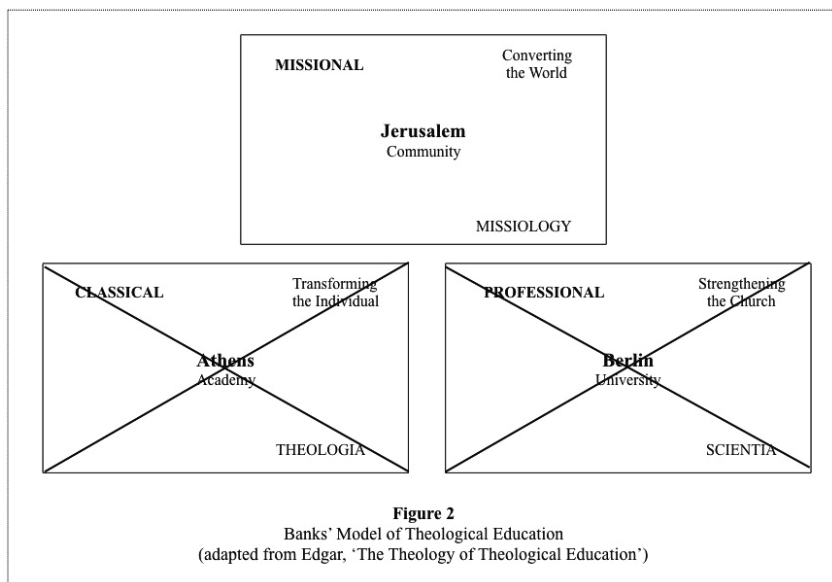 MISSIONAL
Converting
the World
Jerusalem
Community
MISSIOLOGY
CLASSICAL
Transforming
the Individual
Athens
Academy
THEOLOGIA
PROFESSIONAL
Strengthening
the Church
Berlin
University
SCIENTIA
Figure 2
Banks’ Model of Theological Education
(adapted from Edgar, ‘The Theology of Theological Education’)